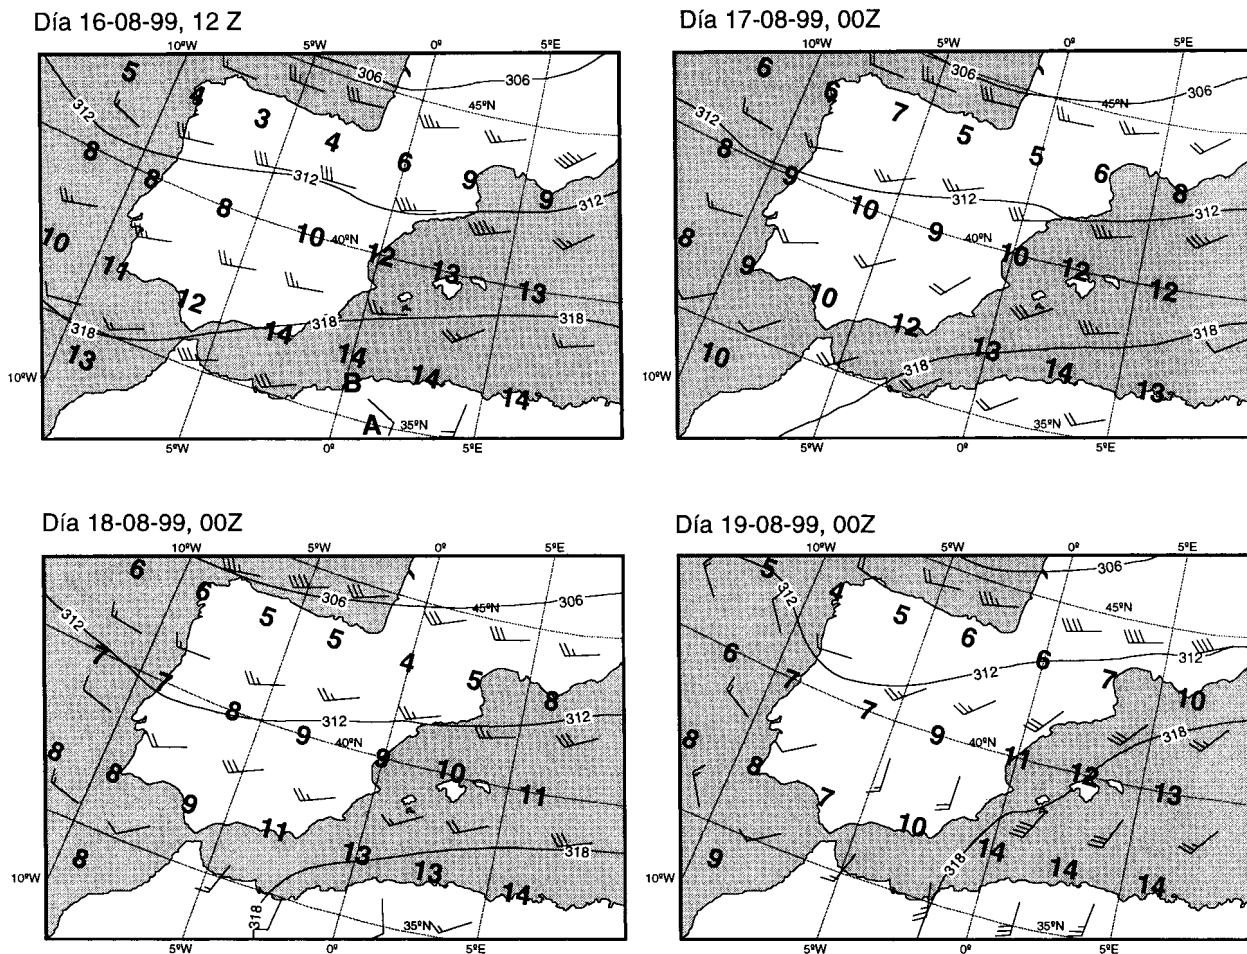 Día 16-08-99, 12 Z
10ºW 5ºW 0º 5ºE
5 306 306
4 45ºN
312 3 4
8 6
8 312 9
8 9 312
10 10 40ºN 12
11 13 13
12
318 14 318 318
13 14
10ºW B 14 14
A 35ºN
5ºW 0º 5ºE
Día 17-08-99, 00Z
10ºW 5ºW 0º 5ºE
6 306 306
6 7 45ºN
312 5
8 5
9 6
10 312 8 312
8 9 40ºN
9 10 12 12
10
12 318
10 13
10ºW 318 14 13
35ºN
5ºW 0º 5ºE
Día 18-08-99, 00Z
10ºW 5ºW 0º 5ºE
6
6 306 306
312 5 45ºN
5
7 4
7 5
8 8
312 312
8 9 40ºN 9
8 10 11
9
11
8 13 318
10ºW 13 14
318 35ºN
5ºW 0º 5ºE
Día 19-08-99, 00Z
10ºW 5ºW 0º 5ºE
5 306
312 4
5 45ºN
6
6 6 312
7 312 7
7 10
8 9 40ºN 318
8 11 12 13
7
10
9 14
10ºW 318 14 14
35ºN
5ºW 0º 5ºE